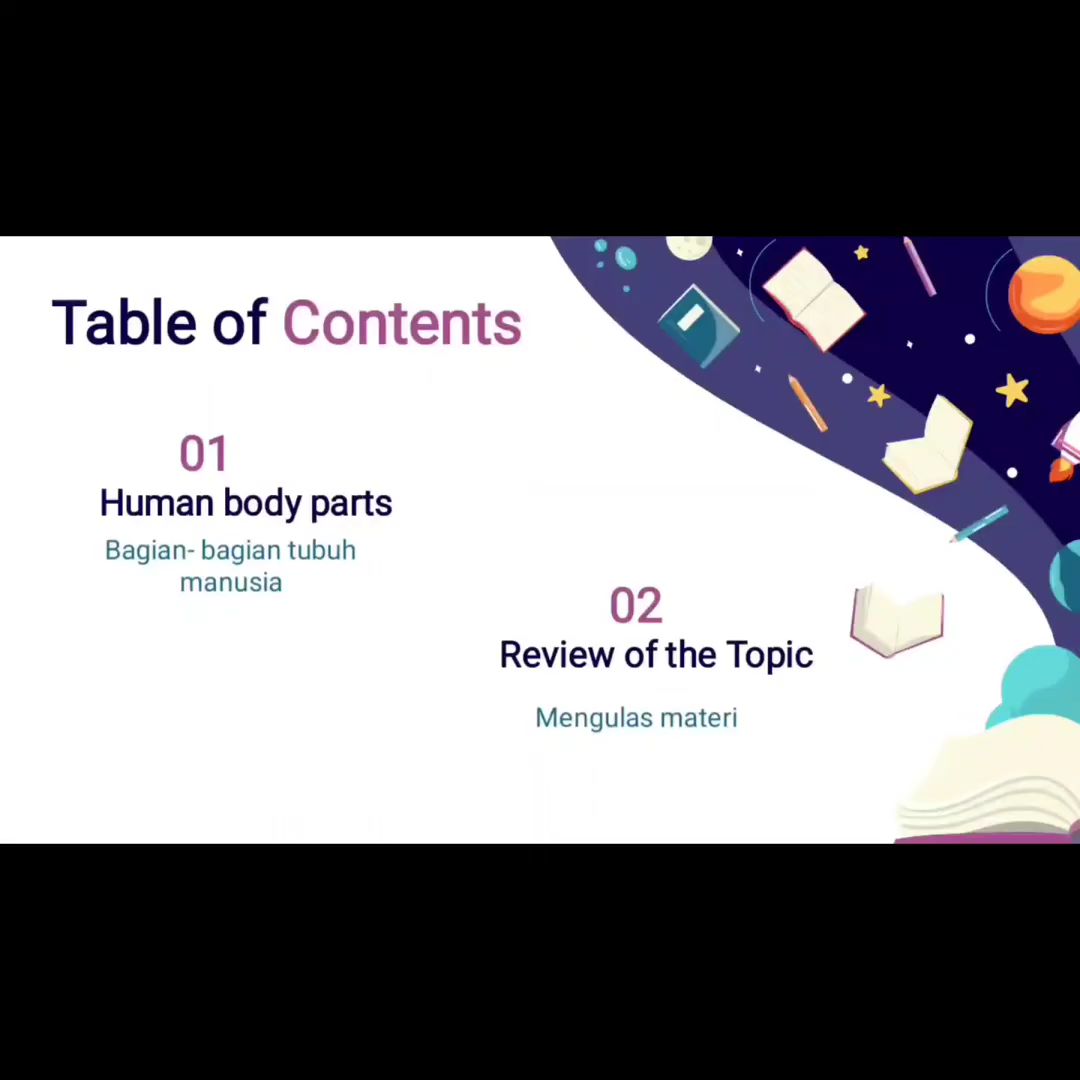 Table of Contents
01
Human body parts
Bagian- bagian tubuh
manusia
02
Review of the Topic
Mengulas materi